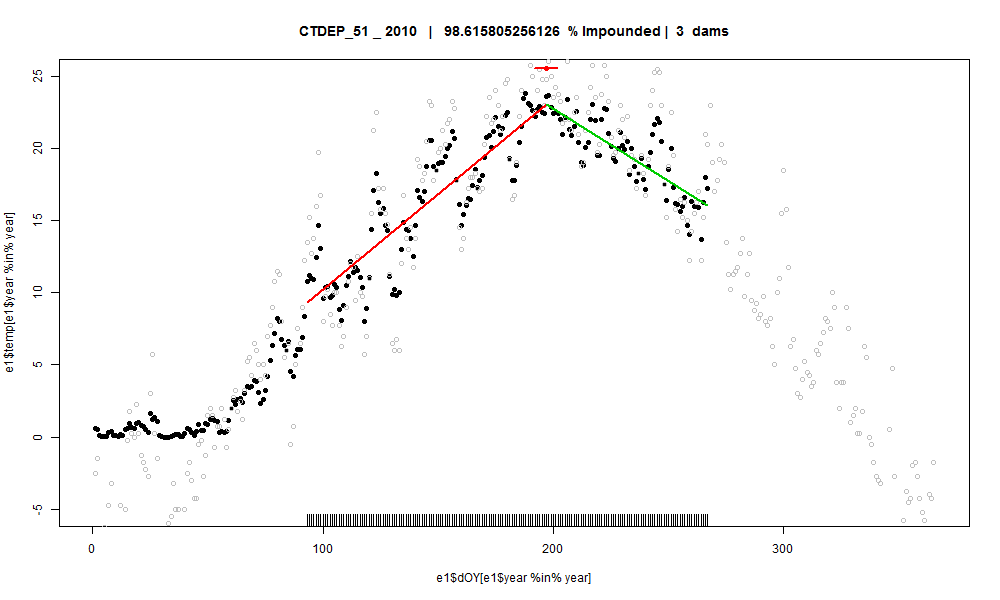 CTDEP_51 _ 2010 | 98.615805256126 % Impounded | 3 dams
e1$temp[e1$year %in% year]
25
20
15
10
5
0
-5
0 100 200 300
e1$dOY[e1$year %in% year]